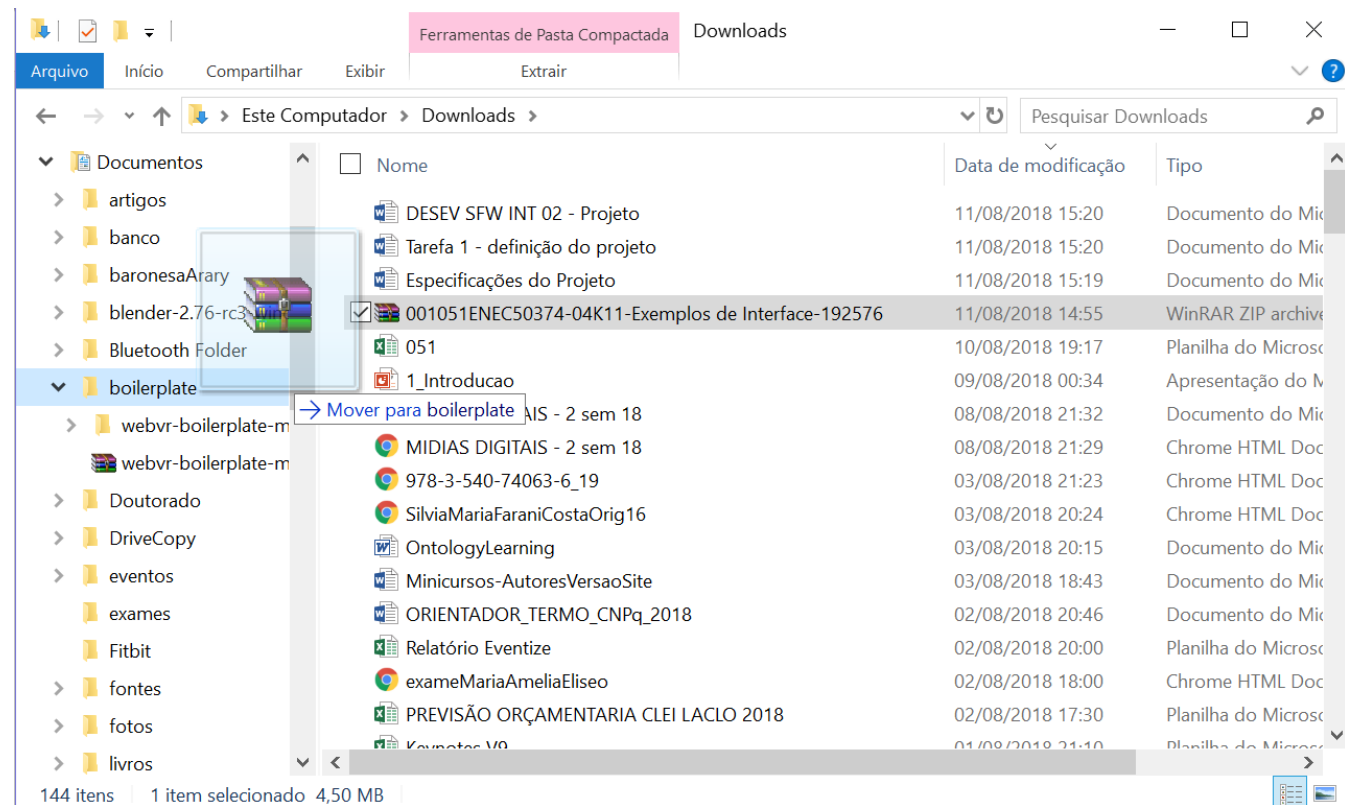 Ferramentas de Pasta Compactada Downloads
Arquivo Início Compartilhar Exibir Extrair
Este Computador Downloads Pesquisar Downloads
Documentos
artigos
banco
baronesaArary
blender-2.76-rc3-win
Bluetooth Folder
boilerplate
webvr-boilerplate-m
webvr-boilerplate-m
Doutorado
DriveCopy
eventos
exames
Fitbit
fontes
fotos
livros
Nome Data de modificação Tipo
DESEV SFW INT 02 - Projeto 11/08/2018 15:20 Documento do Mic
Tarefa 1 - definição do projeto 11/08/2018 15:20 Documento do Mic
Especificações do Projeto 11/08/2018 15:19 Documento do Mic
001051ENEC50374-04K11-Exemplos de Interface-192576 11/08/2018 14:55 WinRAR ZIP archive
051 10/08/2018 19:17 Planilha do Microso
1_Introducao 09/08/2018 00:34 Apresentação do M
Mover para boilerplate
AIS - 2 sem 18 08/08/2018 21:32 Documento do Mic
MIDIAS DIGITAIS - 2 sem 18 08/08/2018 21:29 Chrome HTML Doc
978-3-540-74063-6_19 03/08/2018 21:23 Chrome HTML Doc
SilviaMariaFaraniCostaOrig16 03/08/2018 20:24 Chrome HTML Doc
OntologyLearning 03/08/2018 20:15 Documento do Mic
Minicursos-AutoresVersaoSite 03/08/2018 18:43 Documento do Mic
ORIENTADOR_TERMO_CNPq_2018 02/08/2018 20:46 Documento do Mic
Relatório Eventize 02/08/2018 20:00 Planilha do Microso
exameMariaAmeliaEliseo 02/08/2018 18:00 Chrome HTML Doc
PREVISÃO ORÇAMENTARIA CLEI LACLO 2018 02/08/2018 17:30 Planilha do Microso
Keynotes V9 01/08/2018 21:10 Planilha do Microso
144 itens 1 item selecionado 4,50 MB